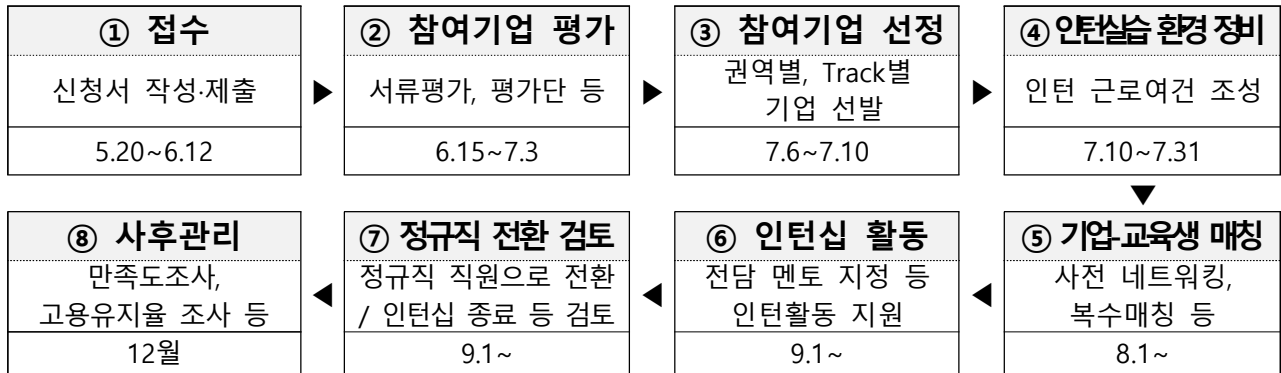 ① 접수
신청서 작성·제출
5.20~6.12
▶
② 참여기업 평가
서류평가, 평가단 등
6.15~7.3
▶
③ 참여기업 선정
권역별, Track별
기업 선발
7.6~7.10
▶
④ 인턴실습 환경 정비
인턴 근로여건 조성
7.10~7.31
▼
⑤ 기업-교육생 매칭
사전 네트워킹,
복수매칭 등
8.1~
◀
⑥ 인턴십 활동
전담 멘토 지정 등
인턴활동 지원
9.1~
◀
⑦ 정규직 전환 검토
정규직 직원으로 전환
/ 인턴십 종료 등 검토
9.1~
◀
⑧ 사후관리
만족도조사,
고용유지율 조사 등
12월